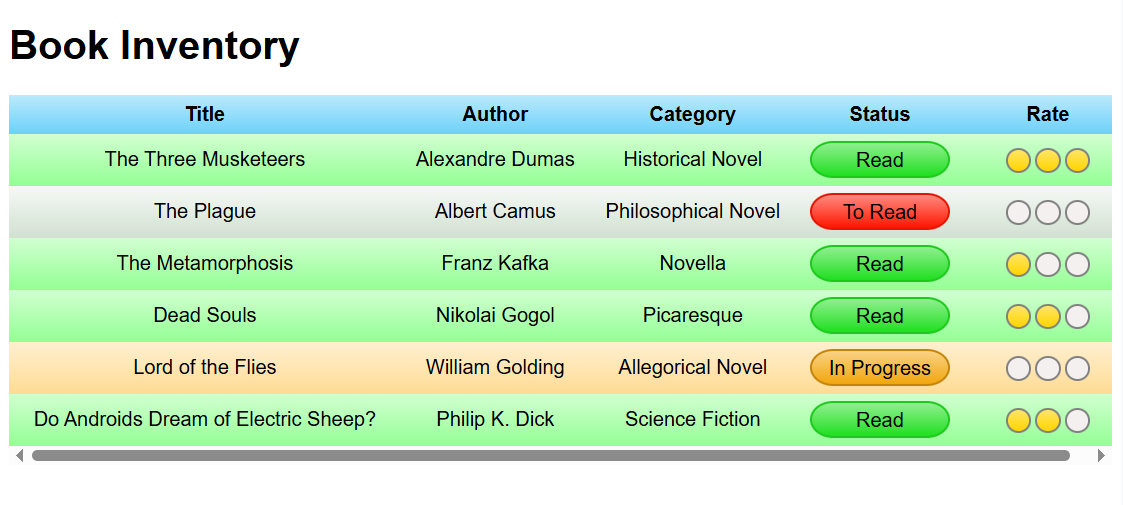 Book Inventory
Title Author Category Status Rate
The Three Musketeers Alexandre Dumas Historical Novel Read
The Plague Albert Camus Philosophical Novel To Read
The Metamorphosis Franz Kafka Novella Read
Dead Souls Nikolai Gogol Picaresque Read
Lord of the Flies William Golding Allegorical Novel In Progress
Do Androids Dream of Electric Sheep? Philip K. Dick Science Fiction Read